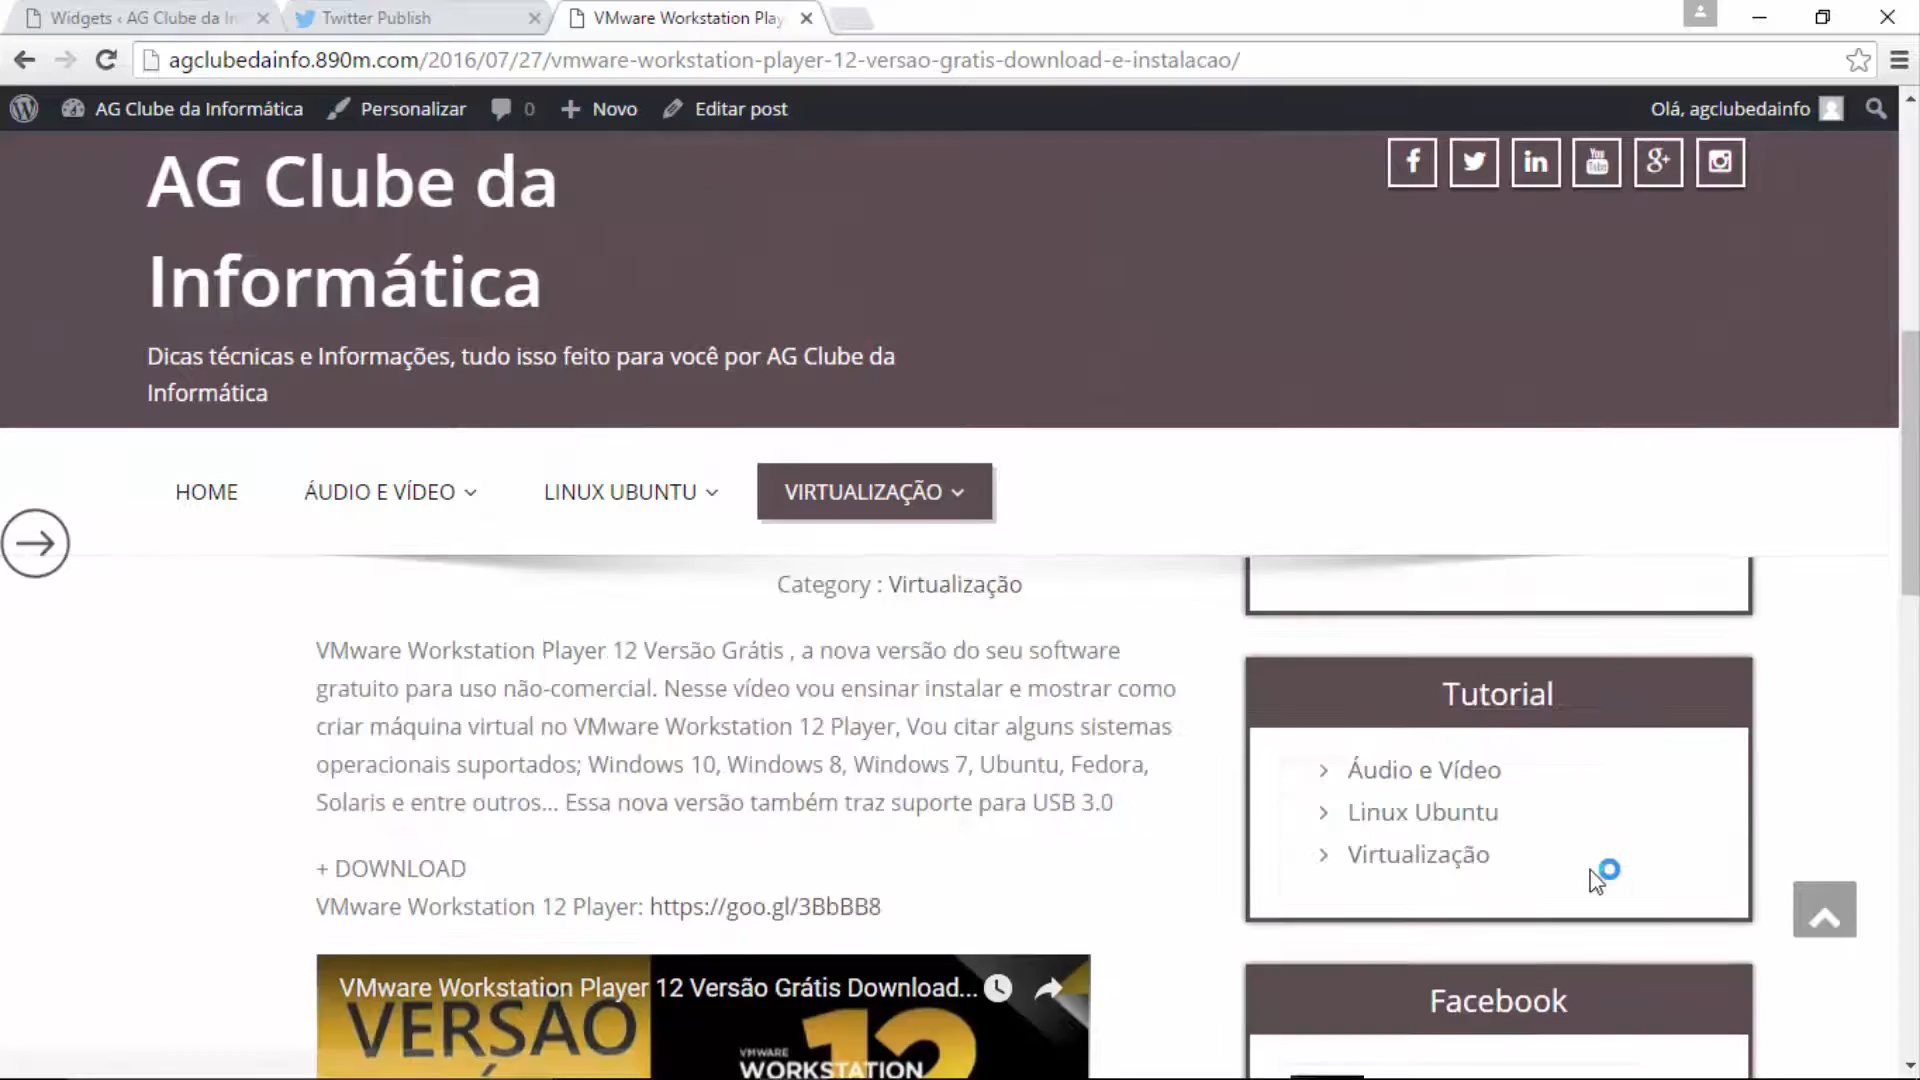 Widgets ‹ AG Clube da In
Twitter Publish
VMware Workstation Play
agclubedainfo.890m.com/2016/07/27/vmware-workstation-player-12-versao-gratis-download-e-instalacao/
AG Clube da Informática
Personalizar
0
Novo
Editar post
Olá, agclubedainfo
AG Clube da
Informática
f
in
You
Tube
g+
Dicas técnicas e Informações, tudo isso feito para você por AG Clube da
Informática
HOME
ÁUDIO E VÍDEO
LINUX UBUNTU
VIRTUALIZAÇÃO
Category : Virtualização
VMware Workstation Player 12 Versão Grátis , a nova versão do seu software
gratuito para uso não-comercial. Nesse vídeo vou ensinar instalar e mostrar como
criar máquina virtual no VMware Workstation 12 Player, Vou citar alguns sistemas
operacionais suportados; Windows 10, Windows 8, Windows 7, Ubuntu, Fedora,
Solaris e entre outros... Essa nova versão também traz suporte para USB 3.0
+ DOWNLOAD
VMware Workstation 12 Player: https://goo.gl/3BbBB8
VMware Workstation Player 12 Versão Grátis Download...
VERSAO
12
VMWARE
WORKSTATION
Tutorial
Áudio e Vídeo
Linux Ubuntu
Virtualização
Facebook